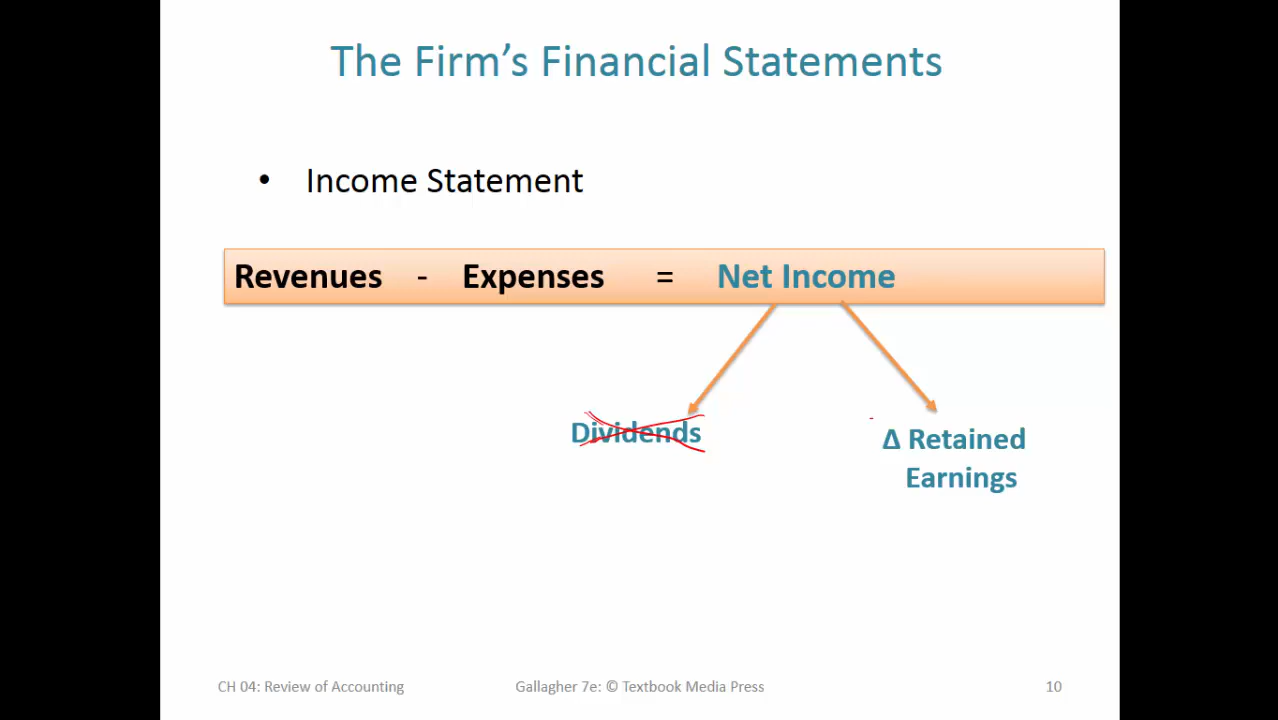 The Firm's Financial Statements
• Income Statement
Revenues - Expenses = Net Income
Dividends
Δ Retained
Earnings
CH 04: Review of Accounting Gallagher 7e: © Textbook Media Press 10